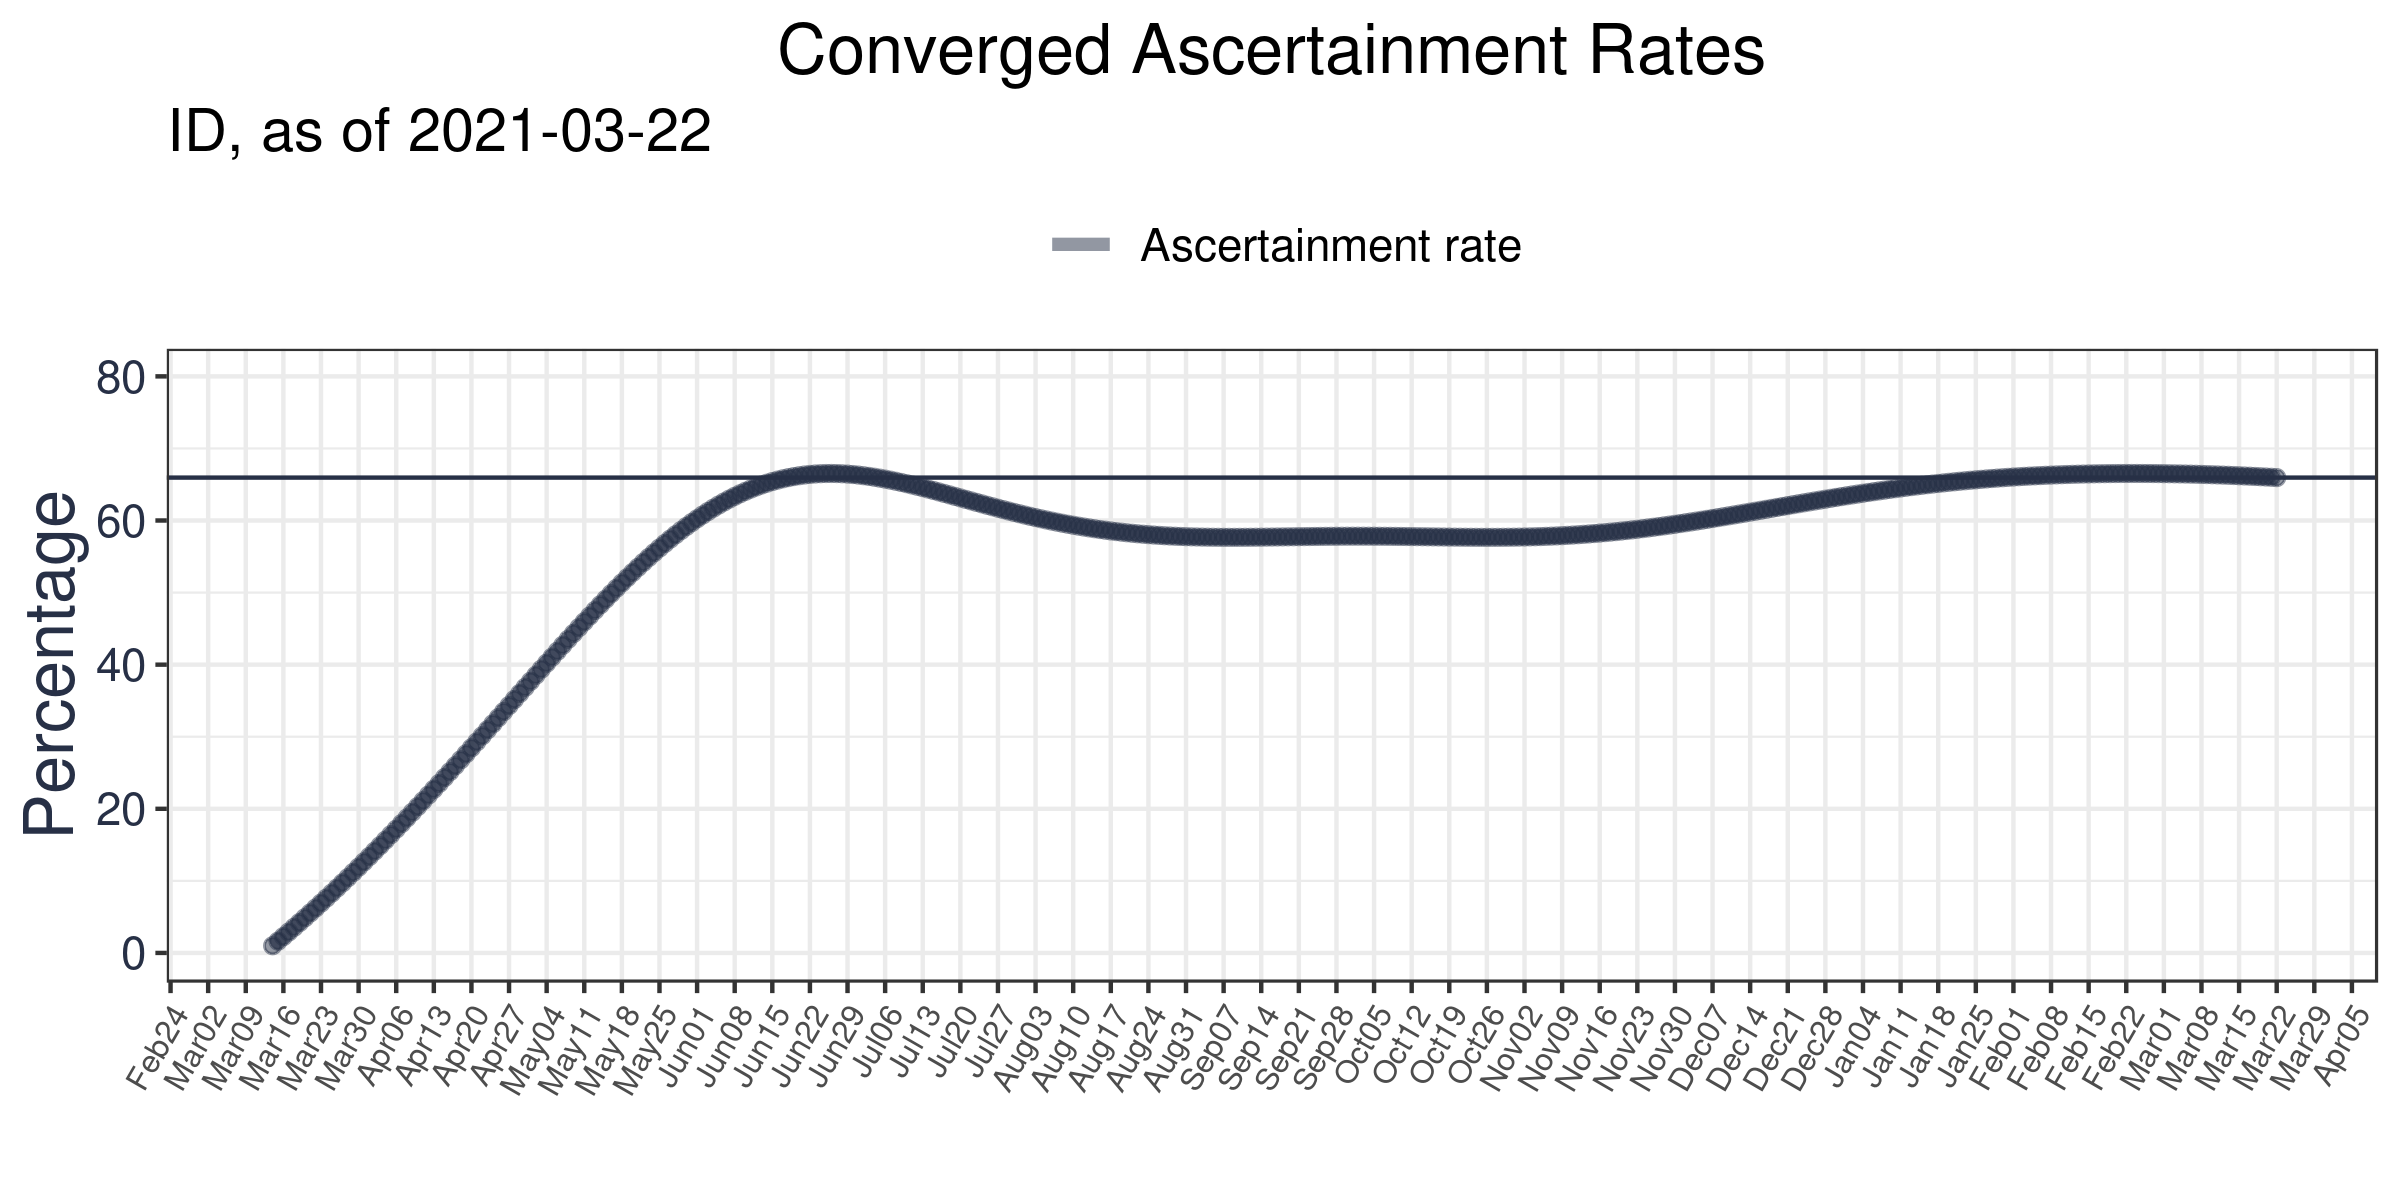 Converged Ascertainment Rates
ID, as of 2021-03-22
Ascertainment rate
Percentage
80
60
40
20
0
Feb24 Mar02 Mar09 Mar16 Mar23 Mar30 Apr06 Apr13 Apr20 Apr27 May04 May11 May18 May25 Jun01 Jun08 Jun15 Jun22 Jun29 Jul06 Jul13 Jul20 Jul27 Aug03 Aug10 Aug17 Aug24 Aug31 Sep07 Sep14 Sep21 Sep28 Oct05 Oct12 Oct19 Oct26 Nov02 Nov09 Nov16 Nov23 Nov30 Dec07 Dec14 Dec21 Dec28 Jan04 Jan11 Jan18 Jan25 Feb01 Feb08 Feb15 Feb22 Mar01 Mar08 Mar15 Mar22 Mar29 Apr05